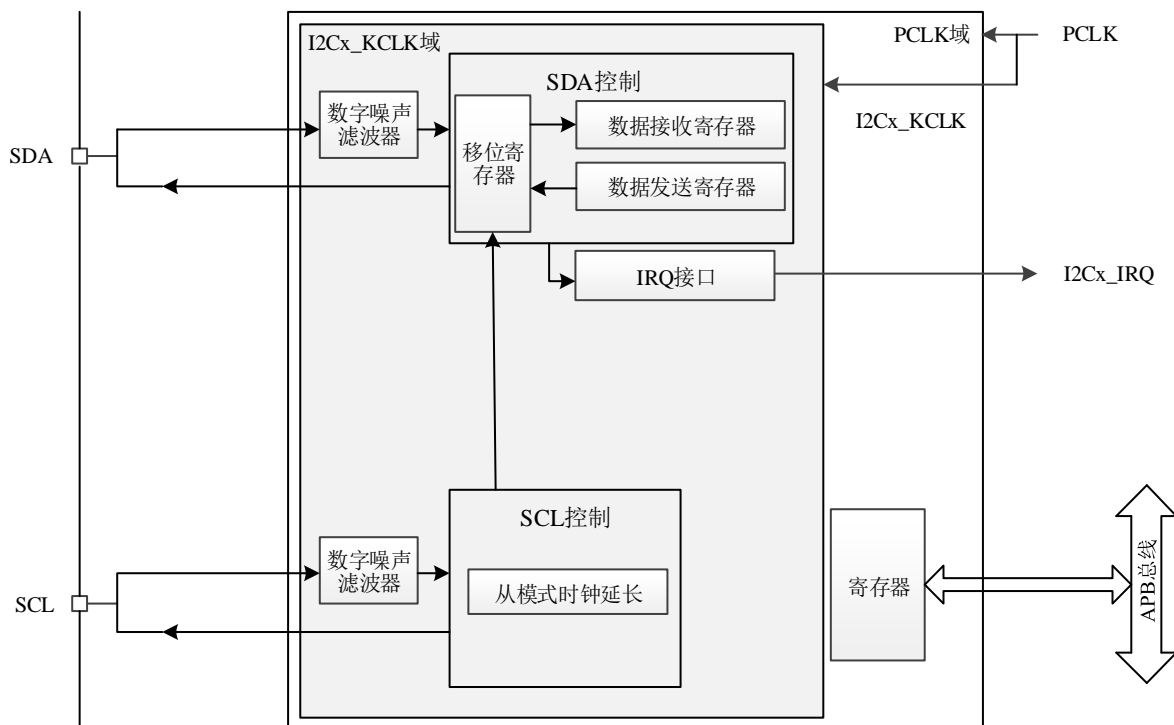 I2Cx_KCLK域
PCLK域
PCLK
SDA控制
I2Cx_KCLK
数字噪声
滤波器
移位寄
存器
数据接收寄存器
数据发送寄存器
SDA
IRQ接口
I2Cx_IRQ
SCL控制
数字噪声
滤波器
从模式时钟延长
SCL
寄存器
APB总线